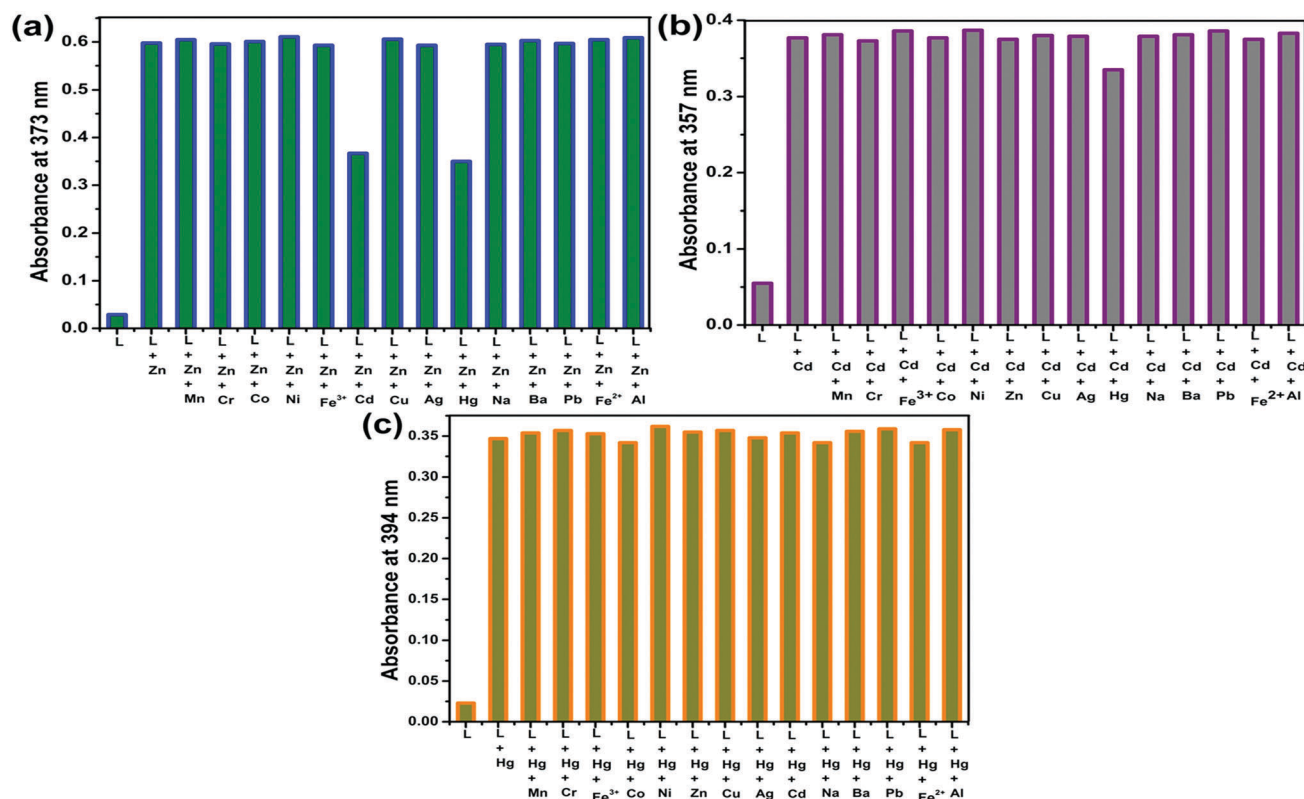 (a)
Absorbance at 373 nm
0.6
0.5
0.4
0.3
0.2
0.1
0.0
L
L + Zn
L + Zn + Mn
L + Zn + Cr
L + Zn + Co
L + Zn + Ni
L + Zn + Fe³⁺
L + Zn + Cd
L + Zn + Cu
L + Zn + Ag
L + Zn + Hg
L + Zn + Na
L + Zn + Ba
L + Zn + Pb
L + Zn + Fe²⁺
L + Zn + Al
(b)
Absorbance at 357 nm
0.4
0.3
0.2
0.1
0.0
L
L + Cd
L + Cd + Mn
L + Cd + Cr
L + Cd + Fe³⁺
L + Cd + Co
L + Cd + Ni
L + Cd + Zn
L + Cd + Cu
L + Cd + Ag
L + Cd + Hg
L + Cd + Na
L + Cd + Ba
L + Cd + Pb
L + Cd + Fe²⁺
L + Cd + Al
(c)
Absorbance at 394 nm
0.35
0.30
0.25
0.20
0.15
0.10
0.05
0.00
L
L + Hg
L + Hg + Mn
L + Hg + Cr
L + Hg + Fe³⁺
L + Hg + Co
L + Hg + Ni
L + Hg + Zn
L + Hg + Cu
L + Hg + Ag
L + Hg + Cd
L + Hg + Na
L + Hg + Ba
L + Hg + Pb
L + Hg + Fe²⁺
L + Hg + Al